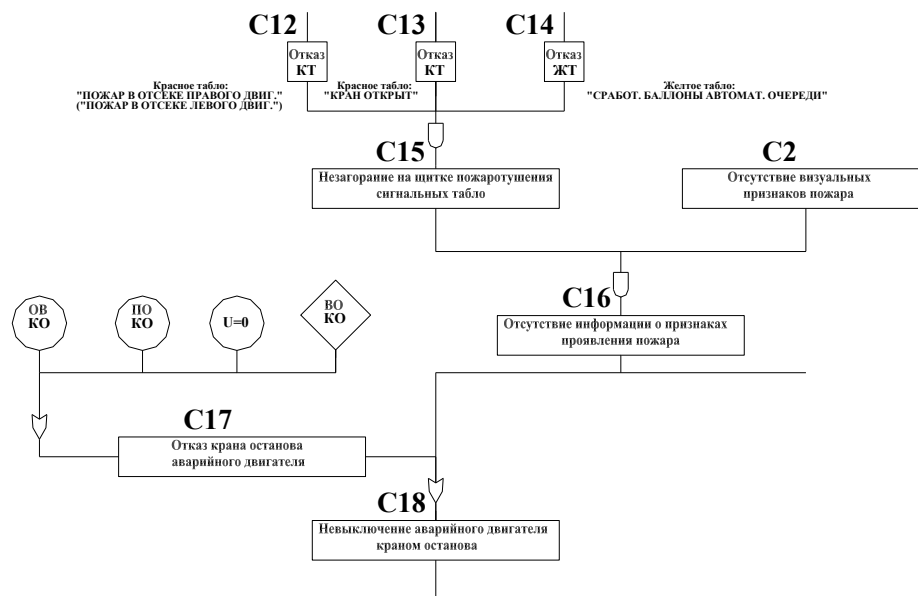 C12
C13
C14
Отказ
КТ
Отказ
КТ
Отказ
ЖТ
Красное табло:
"ПОЖАР В ОТСЕКЕ ПРАВОГО ДВИГ."
("ПОЖАР В ОТСЕКЕ ЛЕВОГО ДВИГ.")
Красное табло:
"КРАН ОТКРЫТ"
Желтое табло:
"СРАБОТ. БАЛЛОНЫ АВТОМАТ. ОЧЕРЕДИ"
C15
Незагорание на щитке пожаротушения
сигнальных табло
C2
Отсутствие визуальных
признаков пожара
C16
Отсутствие информации о признаках
проявления пожара
ОВ
КО
ПО
КО
U=0
ВО
КО
C17
Отказ крана останова
аварийного двигателя
C18
Невыключение аварийного двигателя
краном останова